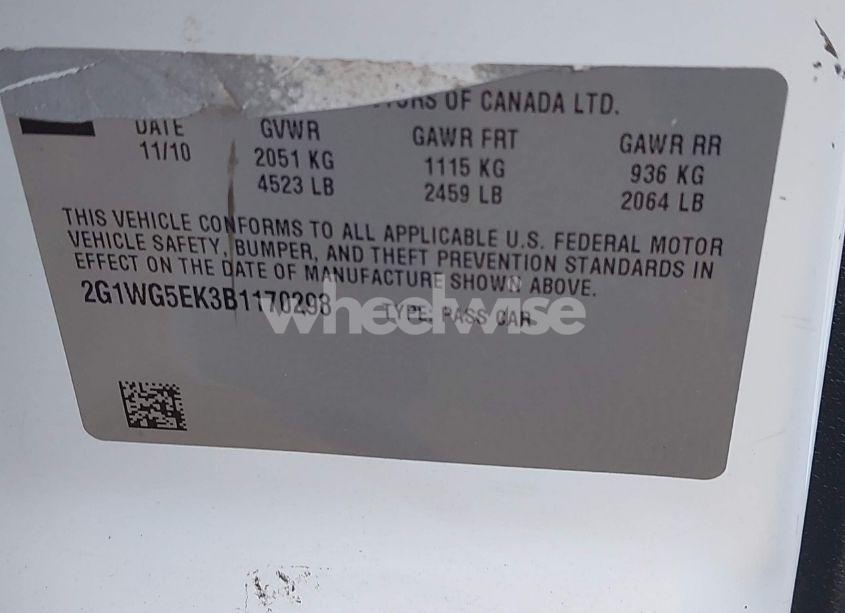 OF CANADA LTD.
DATE GVWR GAWR FRT GAWR RR
11/10 2051 KG 1115 KG 936 KG
4523 LB 2459 LB 2064 LB
THIS VEHICLE CONFORMS TO ALL APPLICABLE U.S. FEDERAL MOTOR
VEHICLE SAFETY, BUMPER, AND THEFT PREVENTION STANDARDS IN
EFFECT ON THE DATE OF MANUFACTURE SHOWN ABOVE.
2G1WG5EK3B1170293 TYPE: PASS CAR
wheelwise